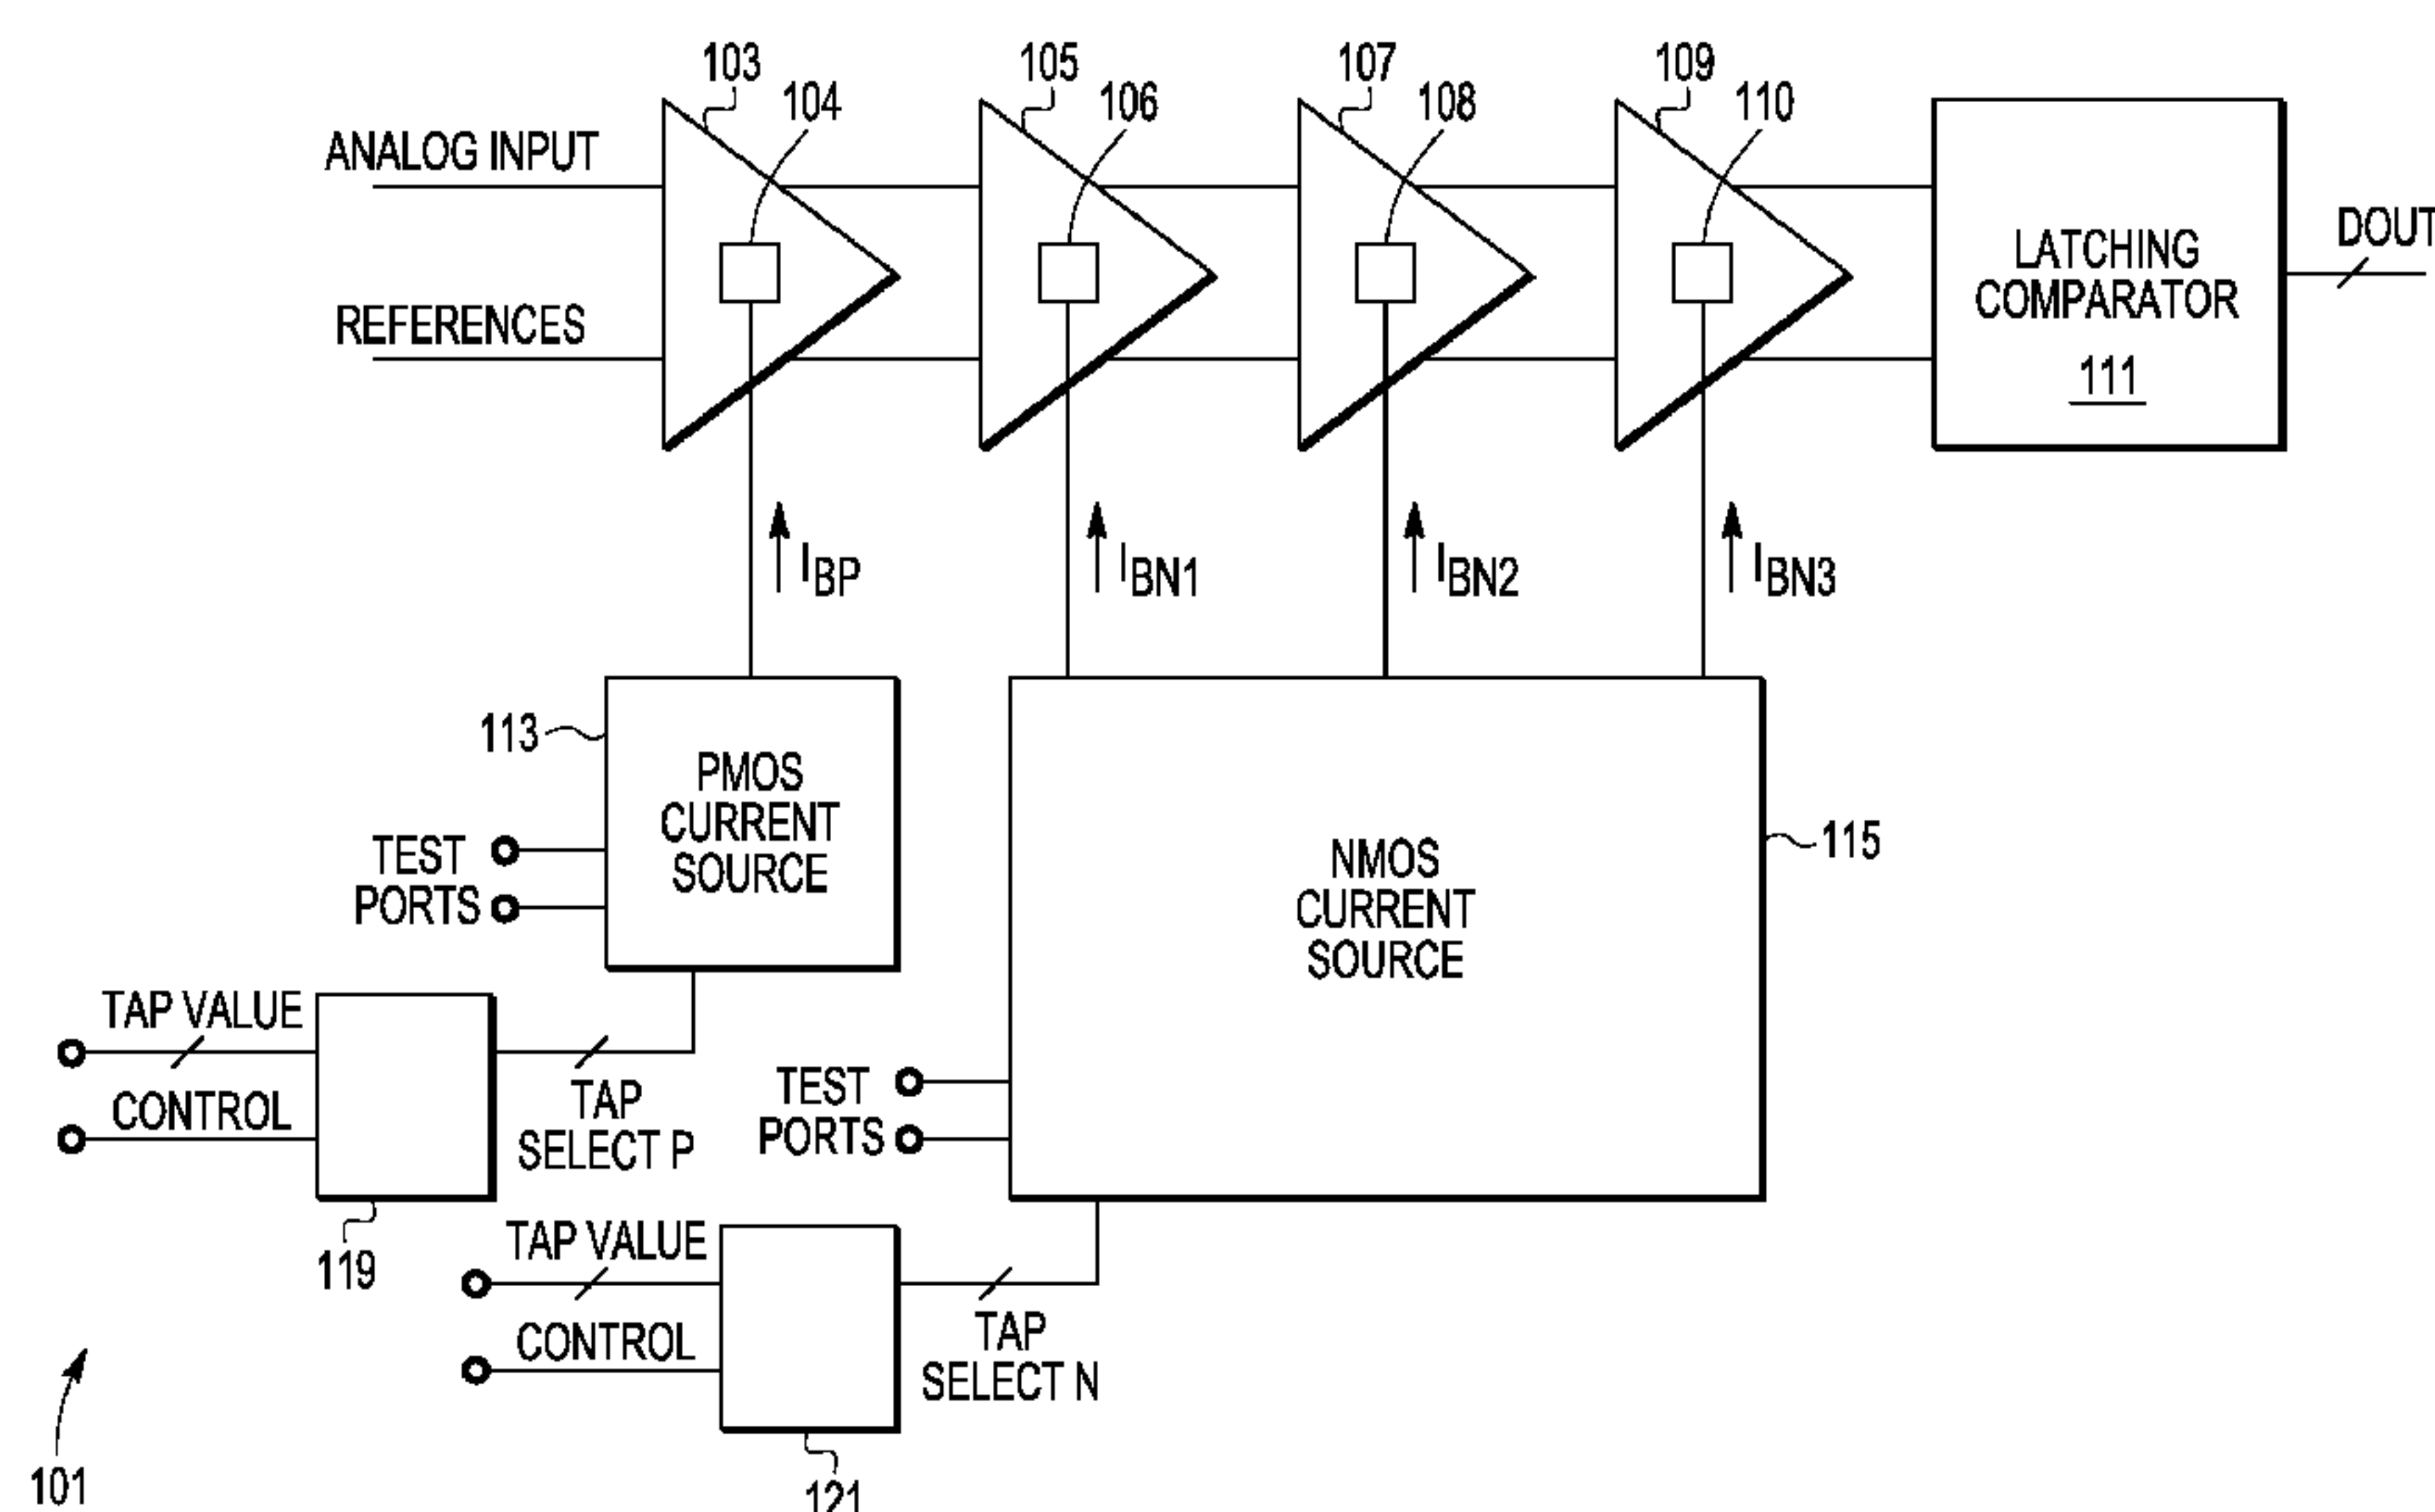 103
105
107
109
104
106
108
110
ANALOG INPUT
REFERENCES
LATCHING
COMPARATOR
111
DOUT
IBP
IBN1
IBN2
IBN3
113
PMOS
CURRENT
SOURCE
TEST
PORTS
NMOS
CURRENT
SOURCE
115
TAP VALUE
CONTROL
TAP
SELECT P
119
TEST
PORTS
TAP VALUE
CONTROL
TAP
SELECT N
121
101